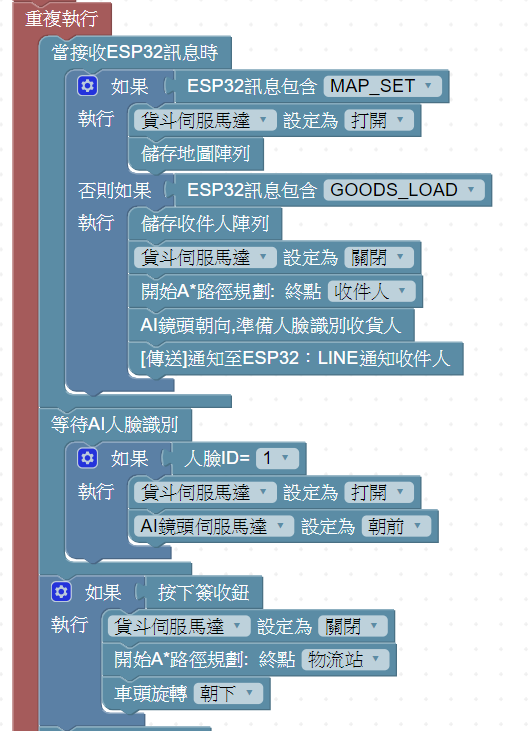 重複執行
當接收ESP32訊息時
如果 ESP32訊息包含 MAP_SET
執行 貨斗伺服馬達 設定為 打開
儲存地圖陣列
否則如果 ESP32訊息包含 GOODS_LOAD
執行 儲存收件人陣列
貨斗伺服馬達 設定為 關閉
開始A*路徑規劃: 終點 收件人
AI鏡頭朝向,準備人臉識別收貨人
[傳送]通知至ESP32：LINE通知收件人
等待AI人臉識別
如果 人臉ID= 1
執行 貨斗伺服馬達 設定為 打開
AI鏡頭伺服馬達 設定為 朝前
如果 按下簽收鈕
執行 貨斗伺服馬達 設定為 關閉
開始A*路徑規劃: 終點 物流站
車頭旋轉 朝下